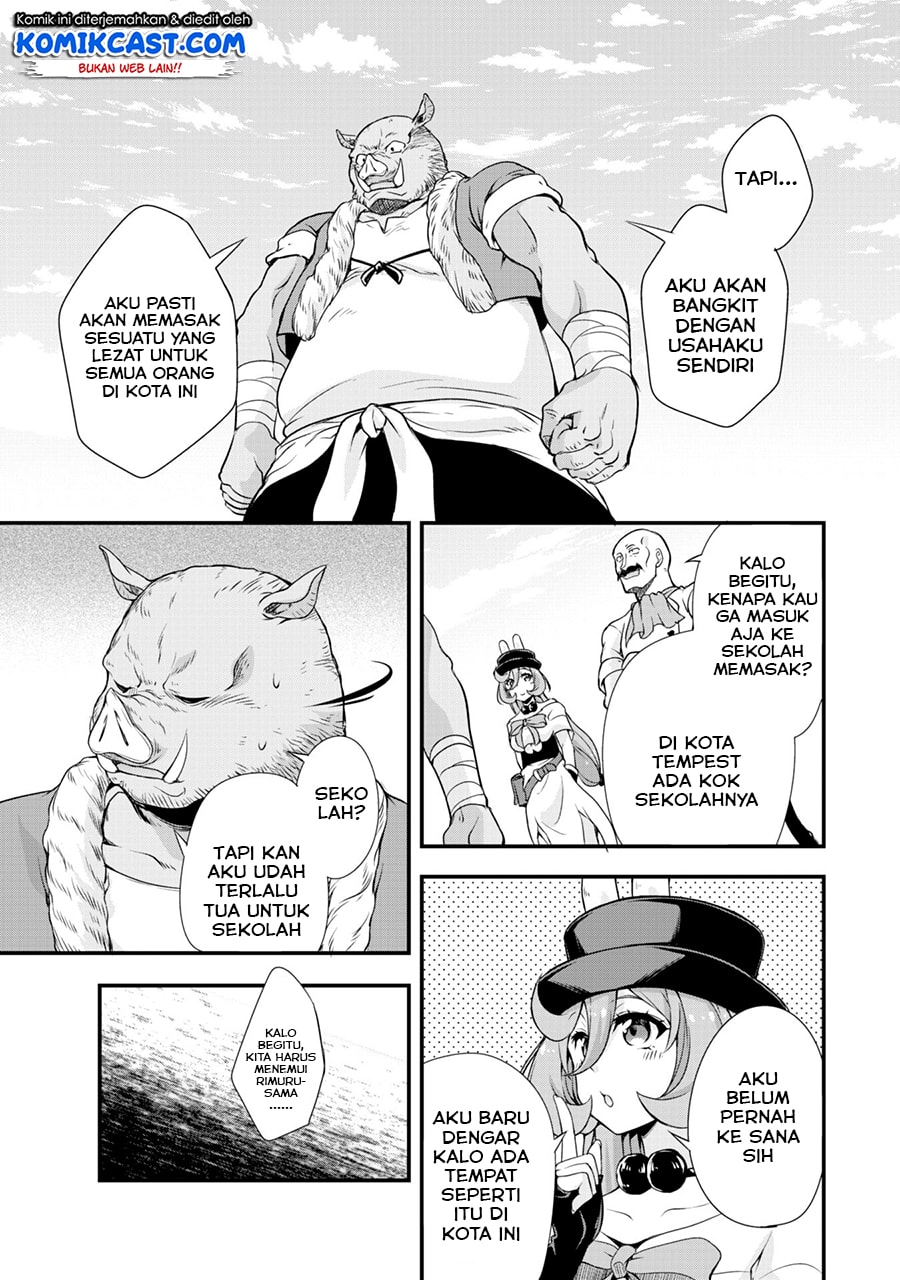 Komik ini diterjemahkan & diedit oleh
KOMIKCAST.COM
BUKAN WEB LAIN!!
TAPI...
AKU AKAN
BANGKIT
DENGAN
USAHAKU
SENDIRI
AKU PASTI
AKAN MEMASAK
SESUATU YANG
LEZAT UNTUK
SEMUA ORANG
DI KOTA INI
KALO
BEGITU,
KENAPA KAU
GA MASUK
AJA KE
SEKOLAH
MEMASAK?
DI KOTA
TEMPEST
ADA KOK
SEKOLAHNYA
SEKO
LAH?
TAPI KAN
AKU UDAH
TERLALU
TUA UNTUK
SEKOLAH
AKU
BELUM
PERNAH
KE SANA
SIH
AKU BARU
DENGAR
KALO ADA
TEMPAT
SEPERTI
ITU DI
KOTA INI
KALO
BEGITU,
KITA HARUS
MENEMUI
RIMURU-
SAMA
......